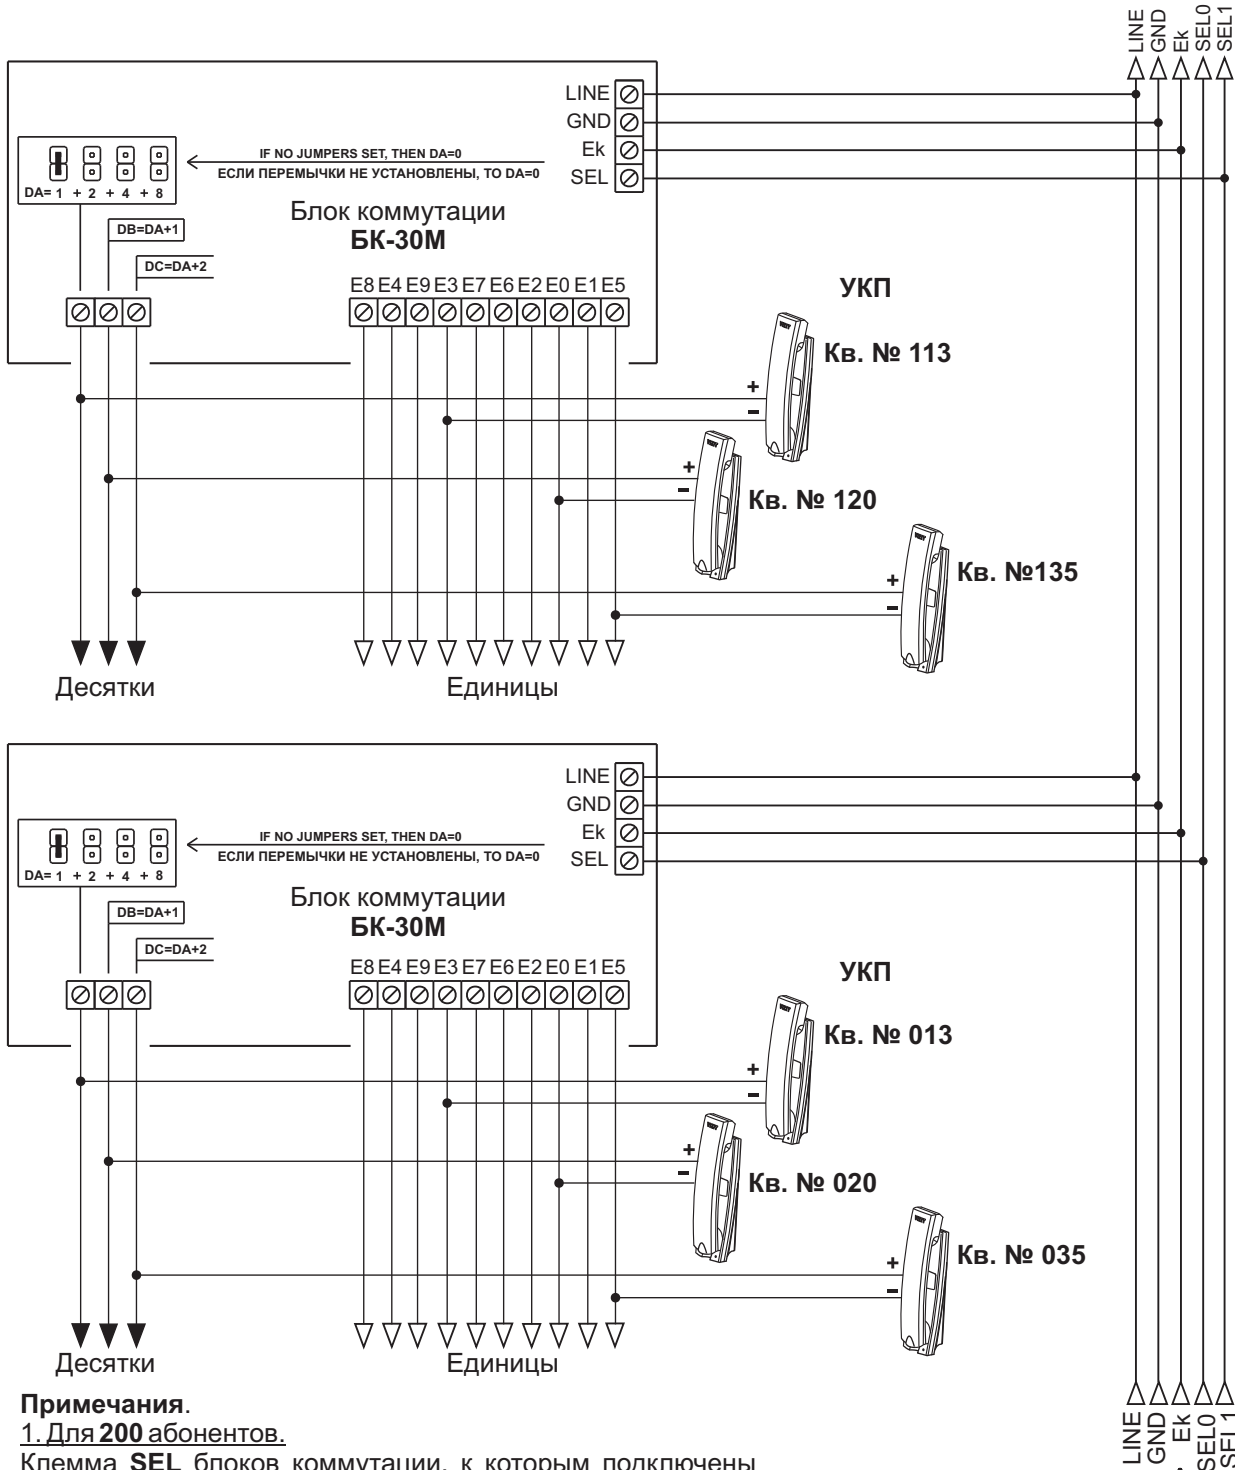 LINE
GND
Ek
SEL0
SEL1
LINE
GND
Ek
SEL
IF NO JUMPERS SET, THEN DA=0
ЕСЛИ ПЕРЕМЫЧКИ НЕ УСТАНОВЛЕНЫ, ТО DA=0
DA= 1 + 2 + 4 + 8
Блок коммутации
БК-30М
DB=DA+1
DC=DA+2
E8 E4 E9 E3 E7 E6 E2 E0 E1 E5
УКП
Кв. № 113
+
-
Кв. № 120
+
-
Кв. №135
+
-
Десятки
Единицы
LINE
GND
Ek
SEL
IF NO JUMPERS SET, THEN DA=0
ЕСЛИ ПЕРЕМЫЧКИ НЕ УСТАНОВЛЕНЫ, ТО DA=0
DA= 1 + 2 + 4 + 8
Блок коммутации
БК-30М
DB=DA+1
DC=DA+2
E8 E4 E9 E3 E7 E6 E2 E0 E1 E5
УКП
Кв. № 013
+
-
Кв. № 020
+
-
Кв. № 035
+
-
Десятки
Единицы
Примечания.
1. Для 200 абонентов.
Клемма SEL блоков коммутации, к которым подключены
LINE
GND
Ek
SEL0
SEL1